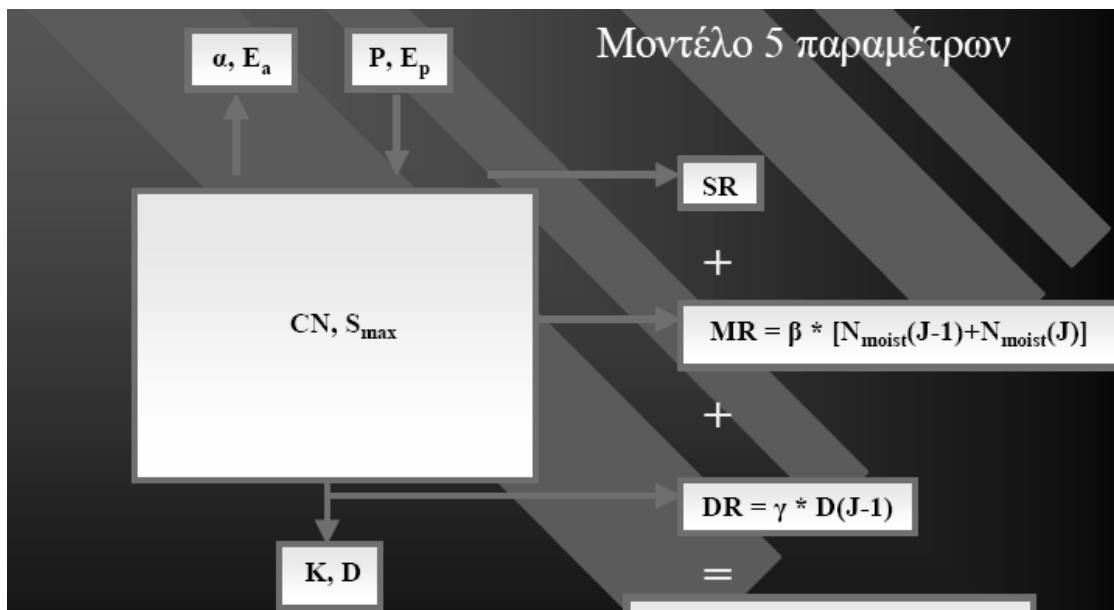 Μοντέλο 5 παραμέτρων
α, Eₐ
P, Eₚ
SR
+
CN, Sₘₐₓ
MR = β * [Nₘₒᵢₛₜ(J-1)+Nₘₒᵢₛₜ(J)]
+
DR = γ * D(J-1)
K, D
=